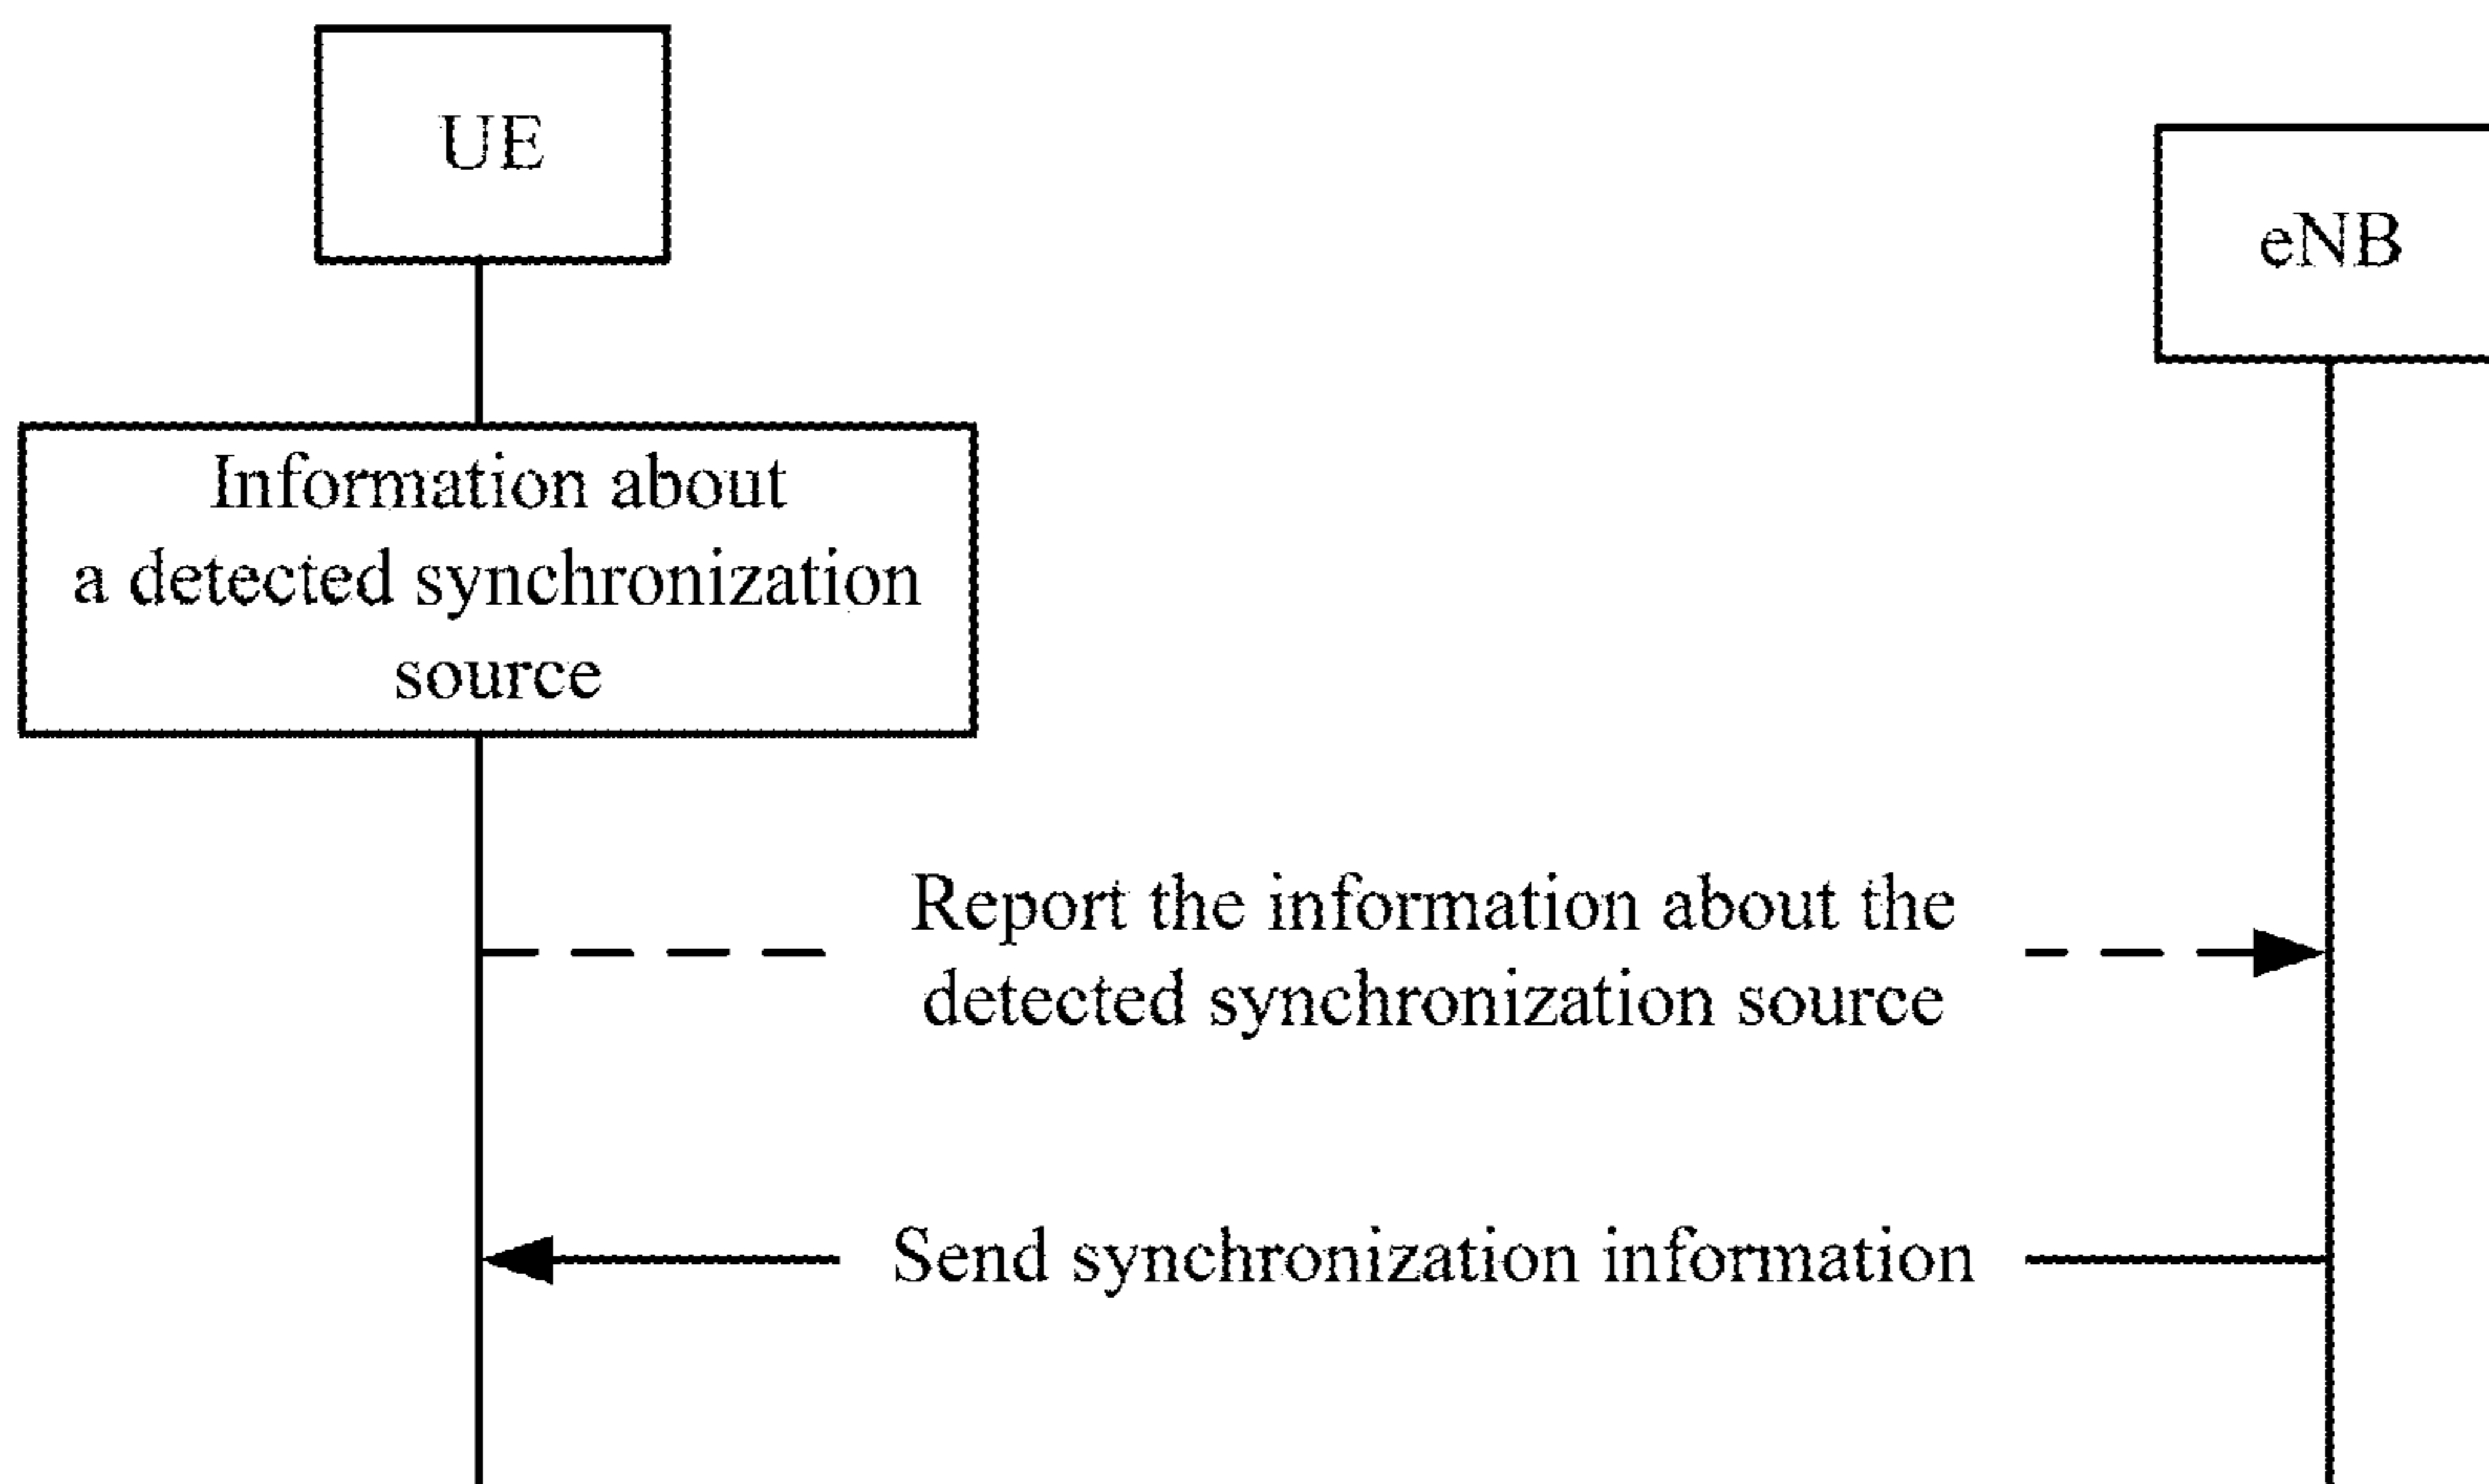 UE
eNB
Information about
a detected synchronization
source
Report the information about the
detected synchronization source
Send synchronization information